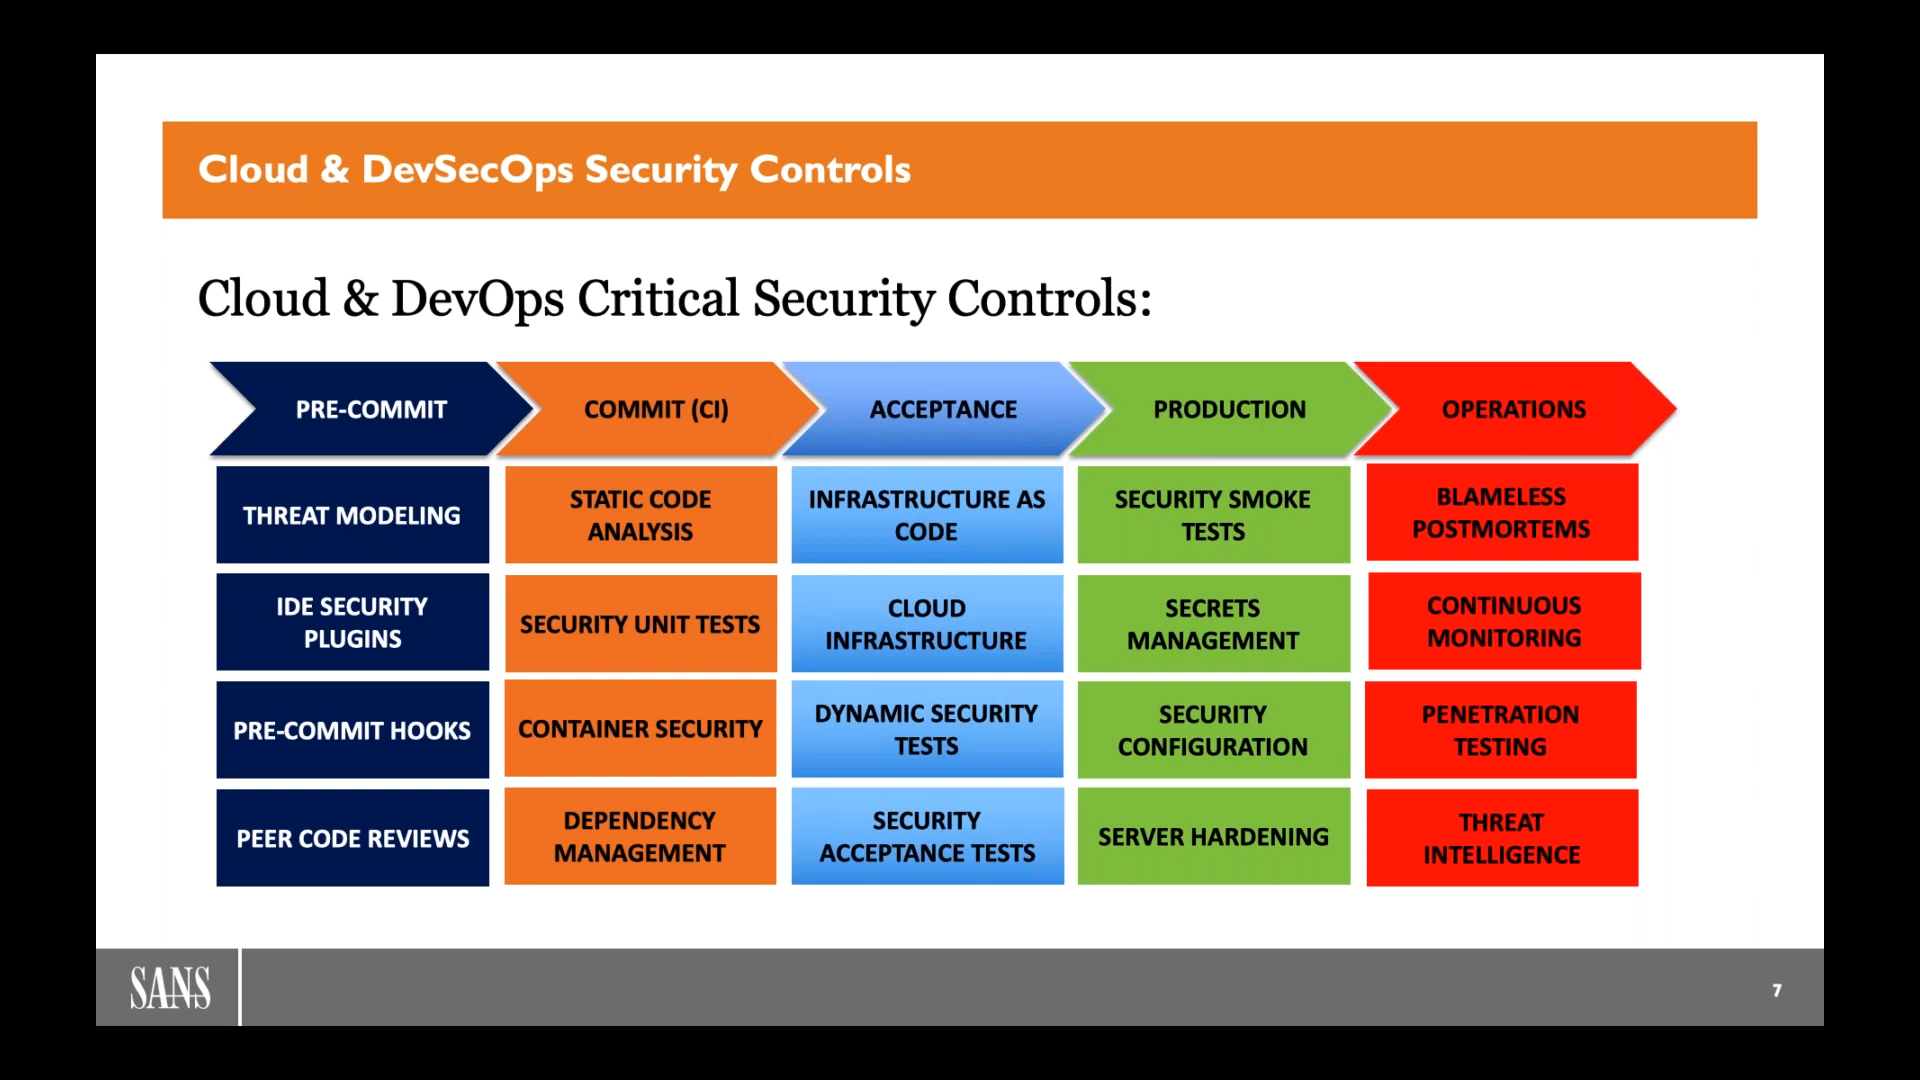 Cloud & DevSecOps Security Controls
Cloud & DevOps Critical Security Controls:
PRE-COMMIT
COMMIT (CI)
ACCEPTANCE
PRODUCTION
OPERATIONS
THREAT MODELING
STATIC CODE
ANALYSIS
INFRASTRUCTURE AS
CODE
SECURITY SMOKE
TESTS
BLAMELESS
POSTMORTEMS
IDE SECURITY
PLUGINS
SECURITY UNIT TESTS
CLOUD
INFRASTRUCTURE
SECRETS
MANAGEMENT
CONTINUOUS
MONITORING
PRE-COMMIT HOOKS
CONTAINER SECURITY
DYNAMIC SECURITY
TESTS
SECURITY
CONFIGURATION
PENETRATION
TESTING
PEER CODE REVIEWS
DEPENDENCY
MANAGEMENT
SECURITY
ACCEPTANCE TESTS
SERVER HARDENING
THREAT
INTELLIGENCE
SANS
7